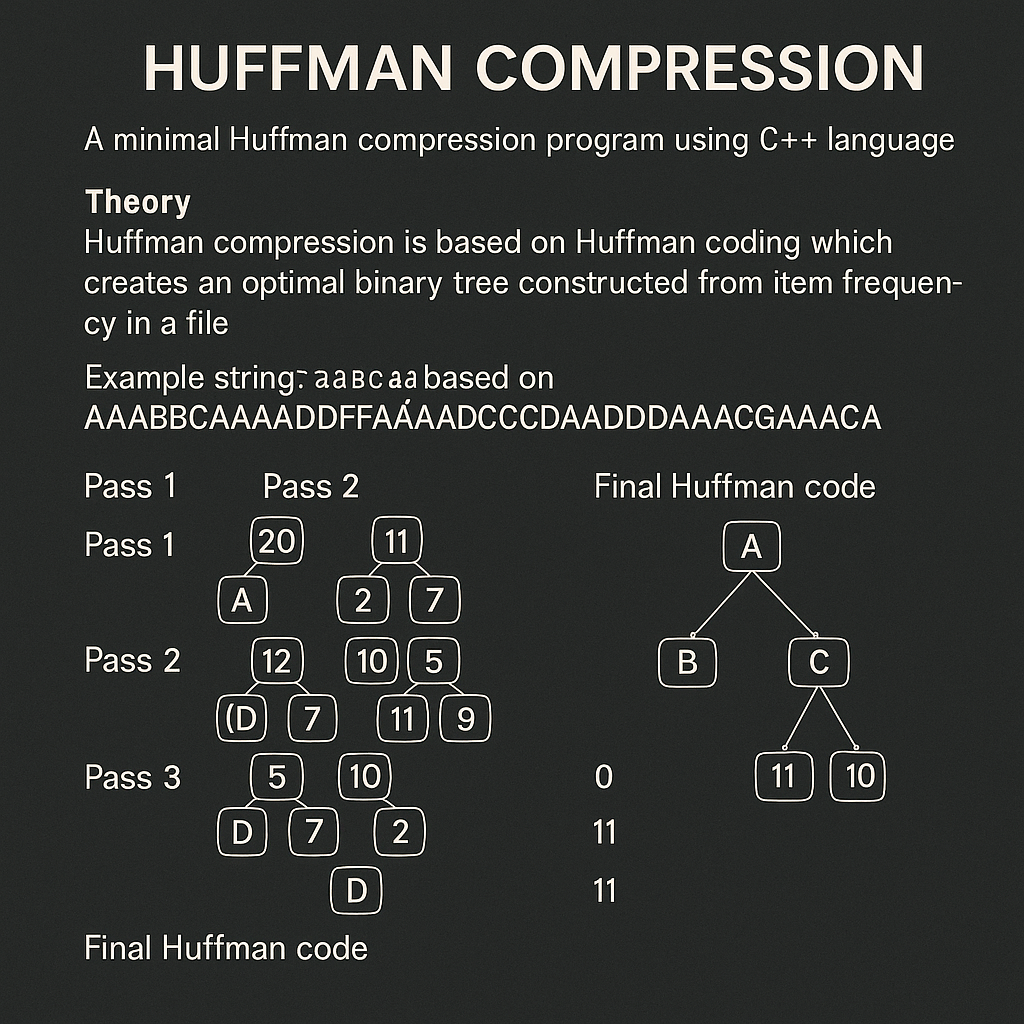 HUFFMAN COMPRESSION
A minimal Huffman compression program using C++ language
Theory
Huffman compression is based on Huffman coding which
creates an optimal binary tree constructed from item frequen-
cy in a file
Example string: aaBCaa based on
AAABBCAAAADDFFAÁAADCCCDAADDDAAACGAAACA
Pass 1 Pass 2 Final Huffman code
Pass 1 20 11 A
A 2 7
Pass 2 12 10 5 B C
(D 7 11 9
Pass 3 5 10 0 11 10
D 7 2 11
D 11
Final Huffman code